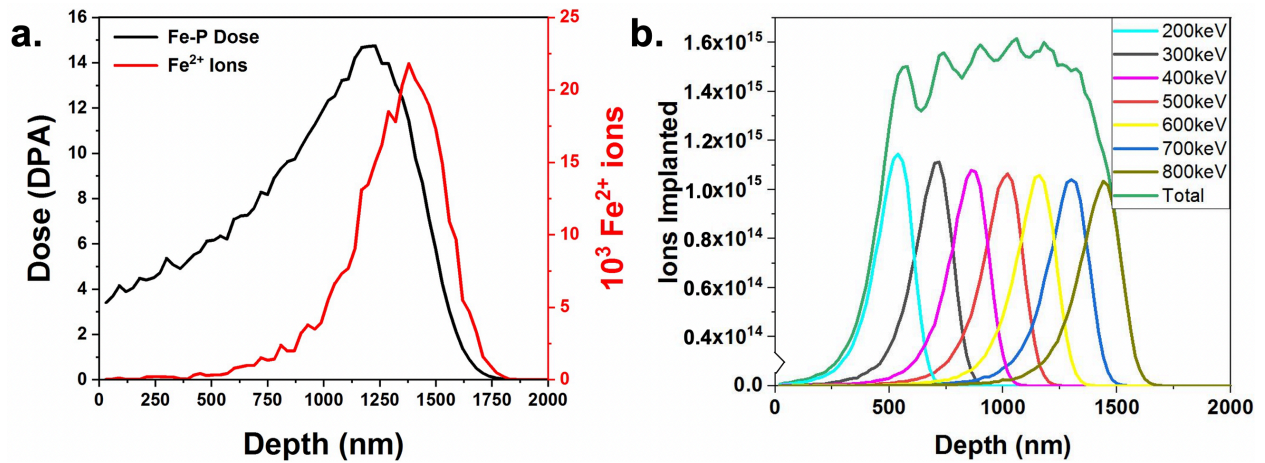 a.
Fe-P Dose
Fe²⁺ Ions
Dose (DPA)
16
14
12
10
8
6
4
2
0
25
20
15
10
5
0
10³ Fe²⁺ ions
0 250 500 750 1000 1250 1500 1750 2000
Depth (nm)
b.
Ions Implanted
1.6x10¹⁵
1.4x10¹⁵
1.2x10¹⁵
1.0x10¹⁵
0.8x10¹⁴
0.6x10¹⁴
0.4x10¹⁴
0.0
200keV
300keV
400keV
500keV
600keV
700keV
800keV
Total
0 500 1000 1500 2000
Depth (nm)